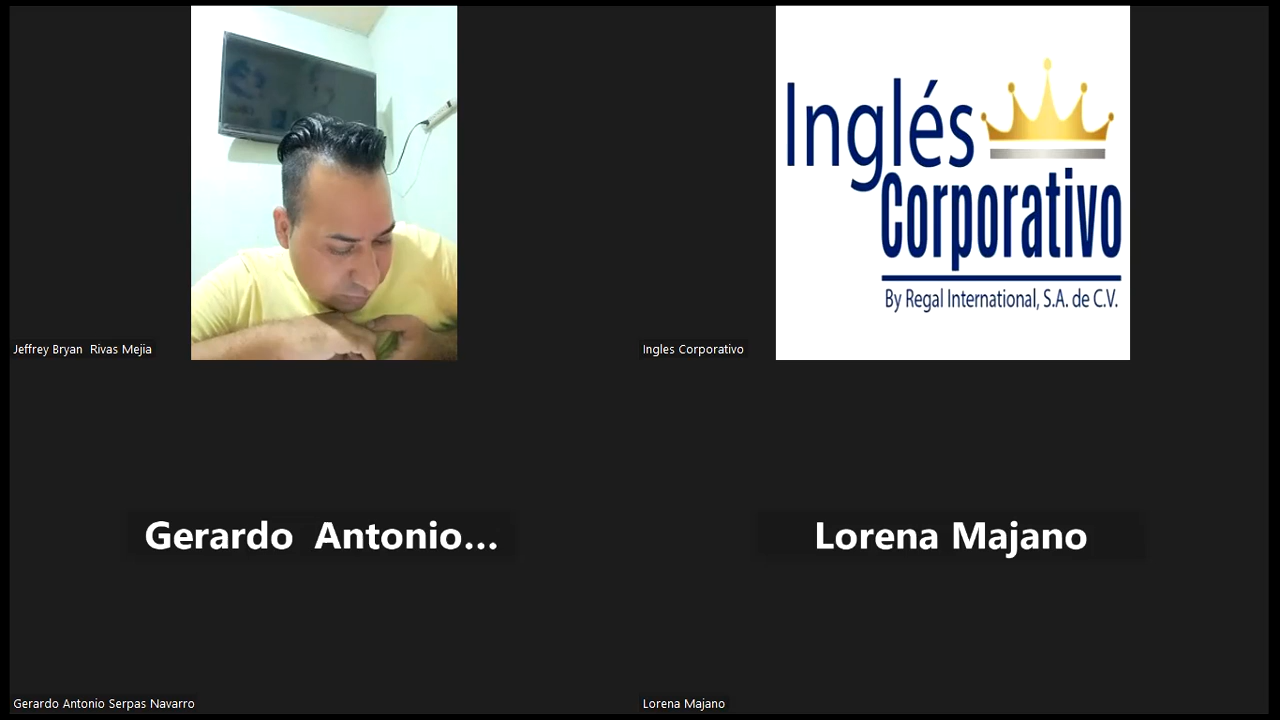 Inglés
Corporativo
By Regal International, S.A. de C.V.
Jeffrey Bryan  Rivas Mejia
Ingles Corporativo
Gerardo  Antonio...
Lorena Majano
Gerardo Antonio Serpas Navarro
Lorena Majano